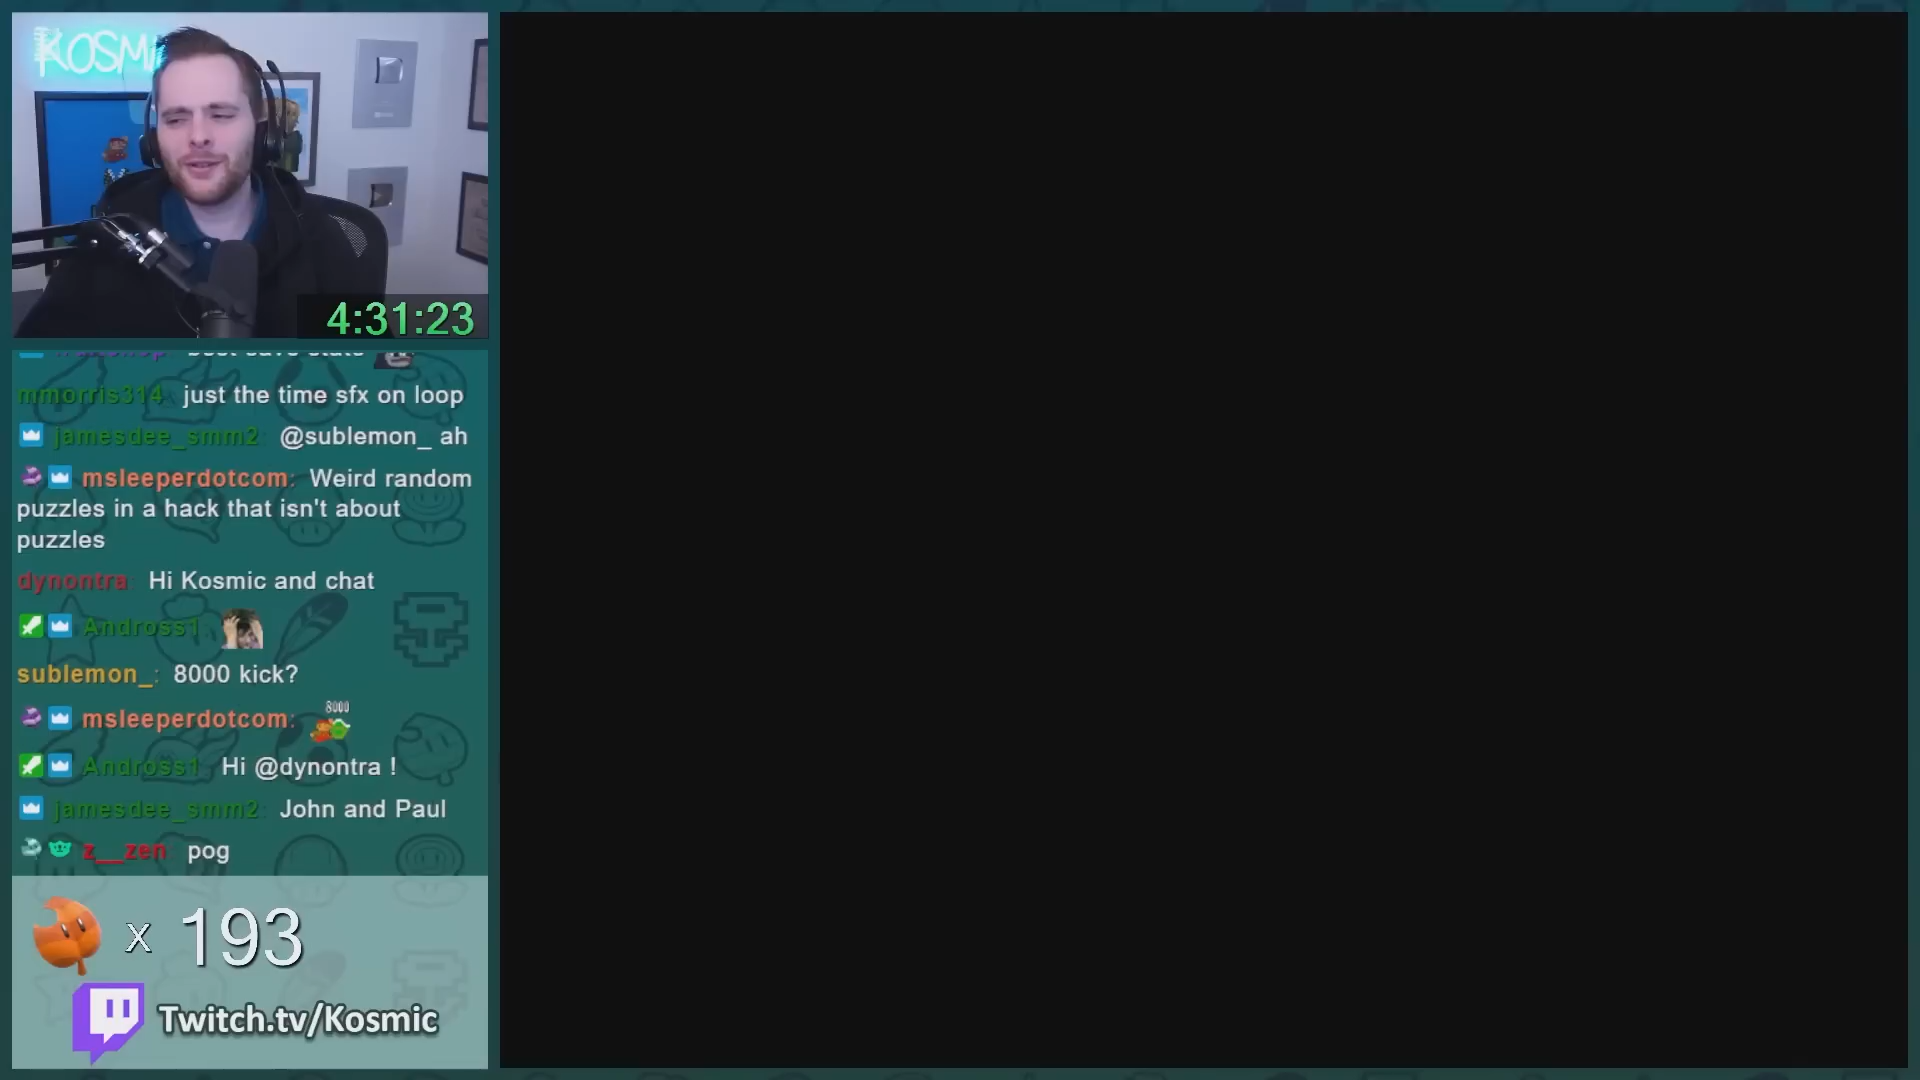 KOSMI
4:31:23
mmorris314 just the time sfx on loop
jamesdee_smm2: @sublemon_ ah
msleeperdotcom: Weird random
puzzles in a hack that isn't about
puzzles
dynontra: Hi Kosmic and chat
Andross1:
sublemon_: 8000 kick?
msleeperdotcom: 8000
Andross1: Hi @dynontra !
jamesdee_smm2: John and Paul
z__zen pog
x 193
Twitch.tv/Kosmic